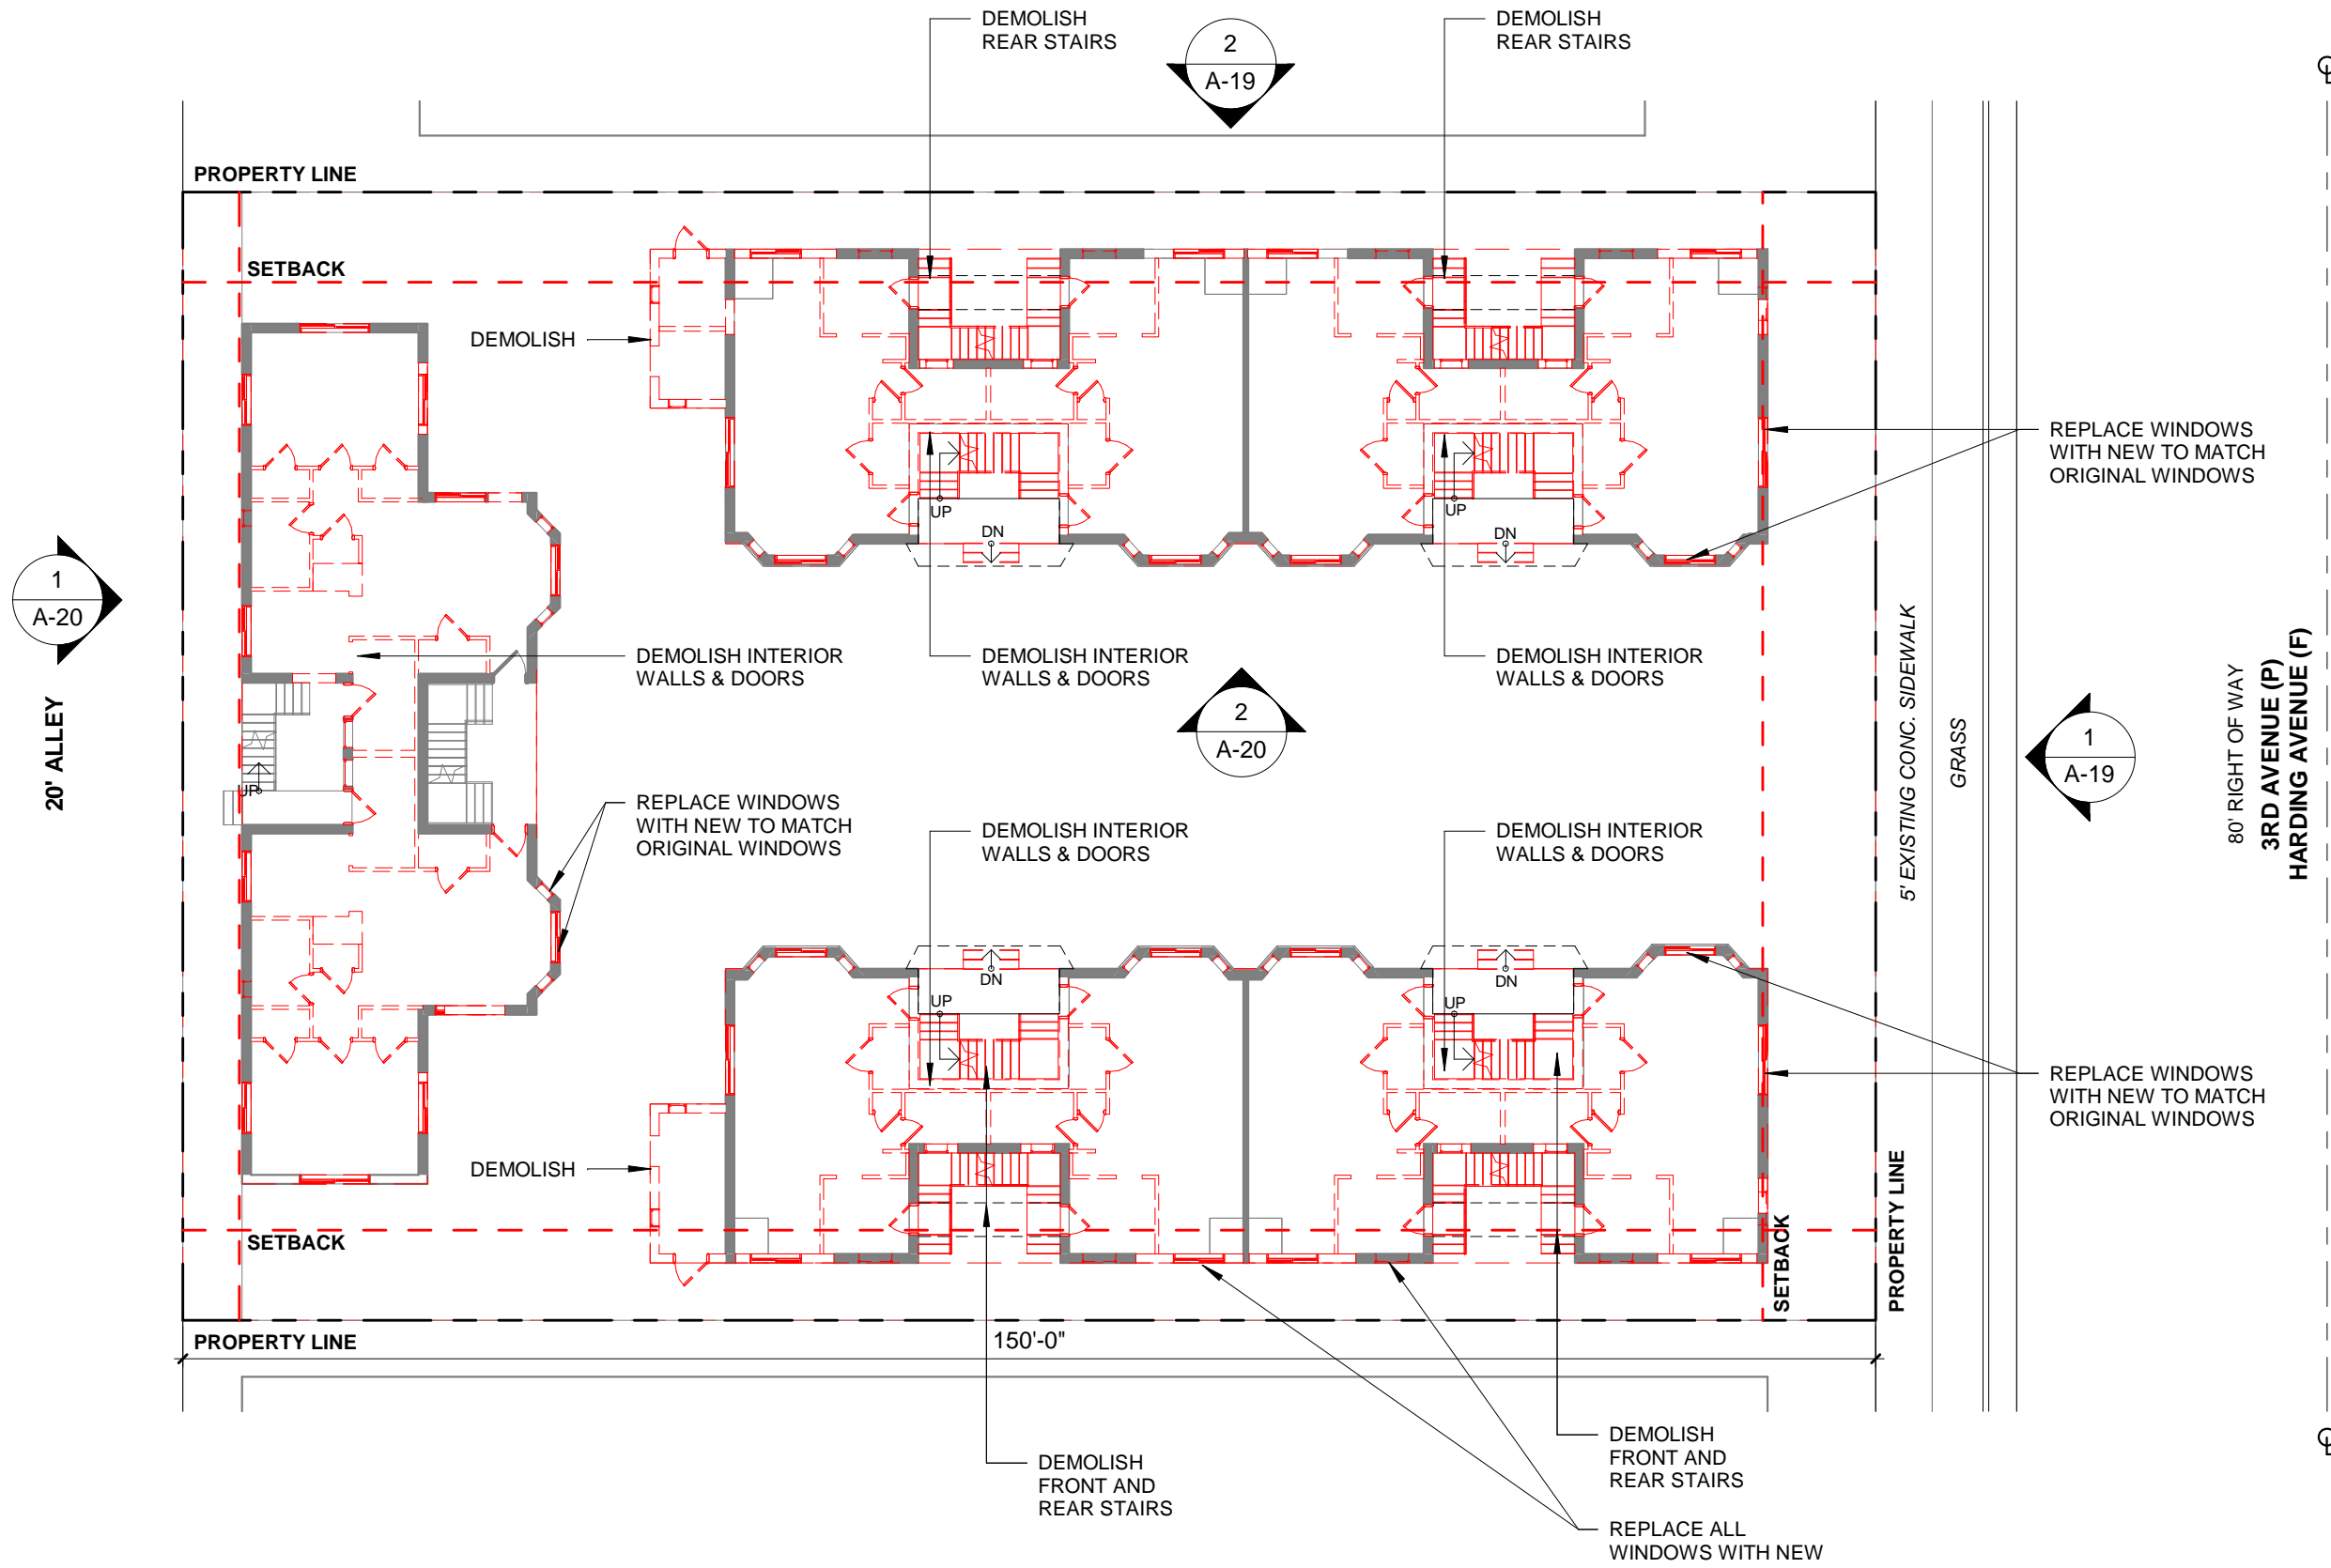 DEMOLISH
REAR STAIRS
2
A-19
DEMOLISH
REAR STAIRS
PROPERTY LINE
SETBACK
DEMOLISH
REPLACE WINDOWS
WITH NEW TO MATCH
ORIGINAL WINDOWS
UP
DN
UP
DN
1
A-20
20' ALLEY
DEMOLISH INTERIOR
WALLS & DOORS
DEMOLISH INTERIOR
WALLS & DOORS
DEMOLISH INTERIOR
WALLS & DOORS
2
A-20
5' EXISTING CONC. SIDEWALK
GRASS
1
A-19
80' RIGHT OF WAY
3RD AVENUE (P)
HARDING AVENUE (F)
UP
REPLACE WINDOWS
WITH NEW TO MATCH
ORIGINAL WINDOWS
DEMOLISH INTERIOR
WALLS & DOORS
DEMOLISH INTERIOR
WALLS & DOORS
DN
UP
DN
UP
REPLACE WINDOWS
WITH NEW TO MATCH
ORIGINAL WINDOWS
DEMOLISH
SETBACK
SETBACK
PROPERTY LINE
PROPERTY LINE
150'-0"
DEMOLISH
FRONT AND
REAR STAIRS
DEMOLISH
FRONT AND
REAR STAIRS
REPLACE ALL
WINDOWS WITH NEW